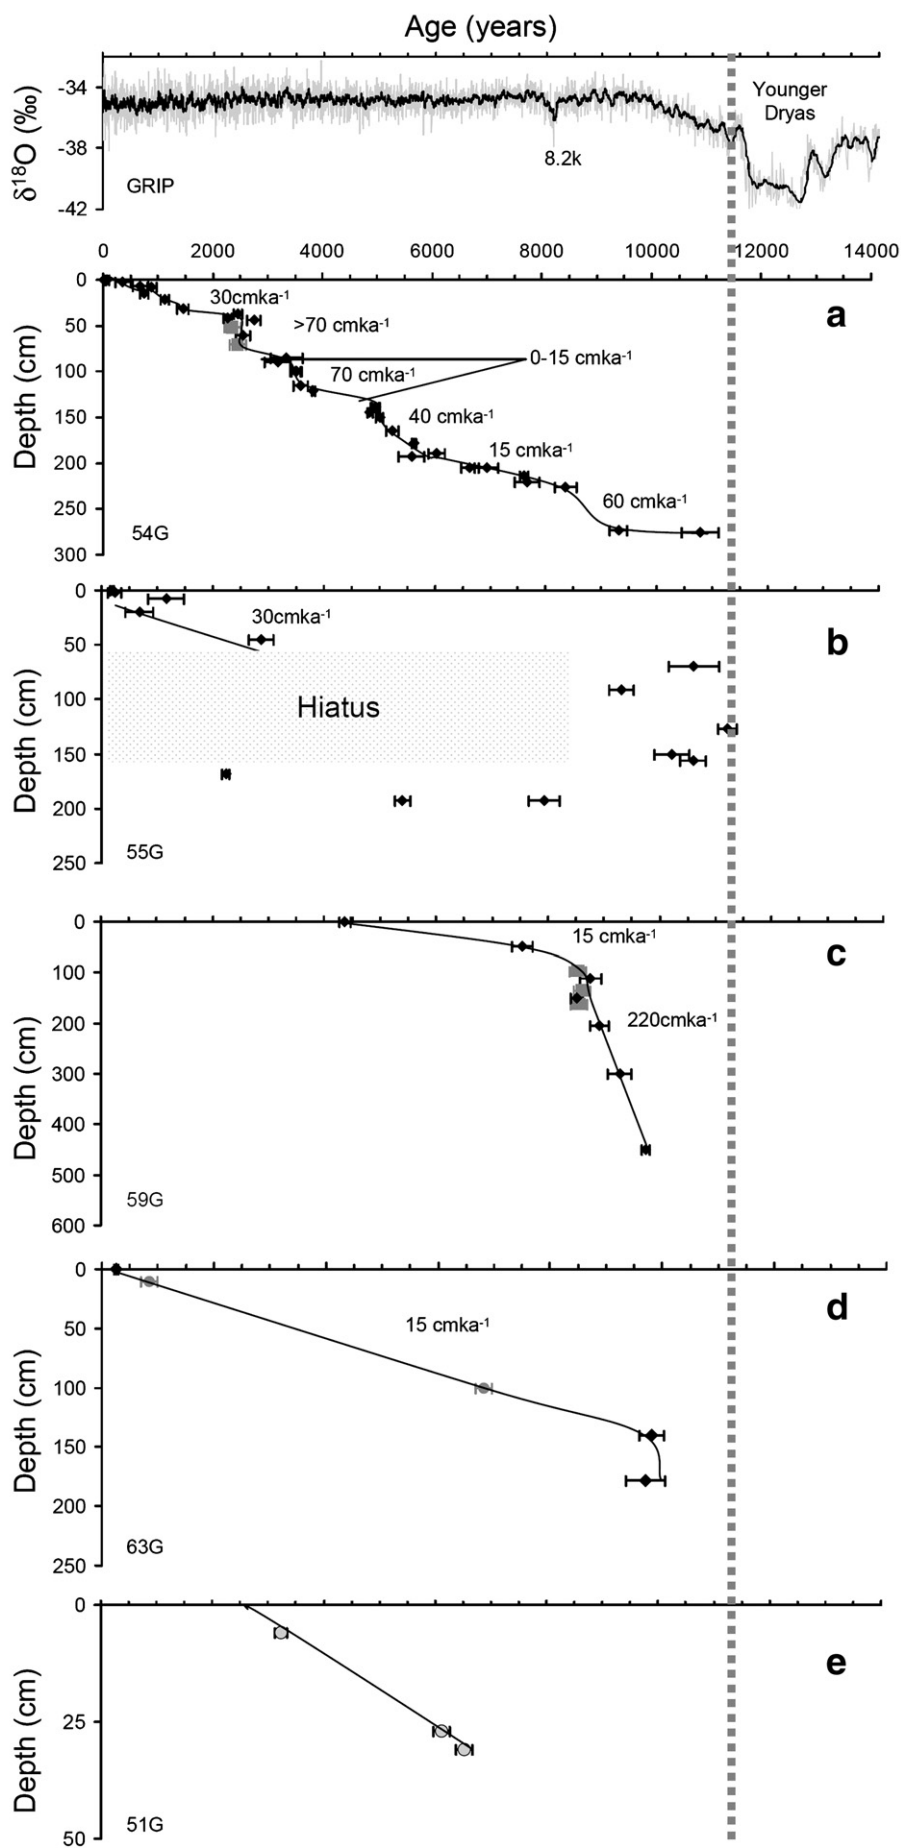 Age (years)
δ18O (‰)
-34
-38
-42
GRIP
8.2k
Younger
Dryas
0 2000 4000 6000 8000 10000 12000 14000
Depth (cm)
0
50
100
150
200
250
300
30cmka-1
>70 cmka-1
0-15 cmka-1
70 cmka-1
40 cmka-1
15 cmka-1
60 cmka-1
54G
a
Depth (cm)
0
50
100
150
200
250
30cmka-1
Hiatus
55G
b
Depth (cm)
0
100
200
300
400
500
600
15 cmka-1
220cmka-1
59G
c
Depth (cm)
0
50
100
150
200
250
15 cmka-1
63G
d
Depth (cm)
0
25
50
51G
e